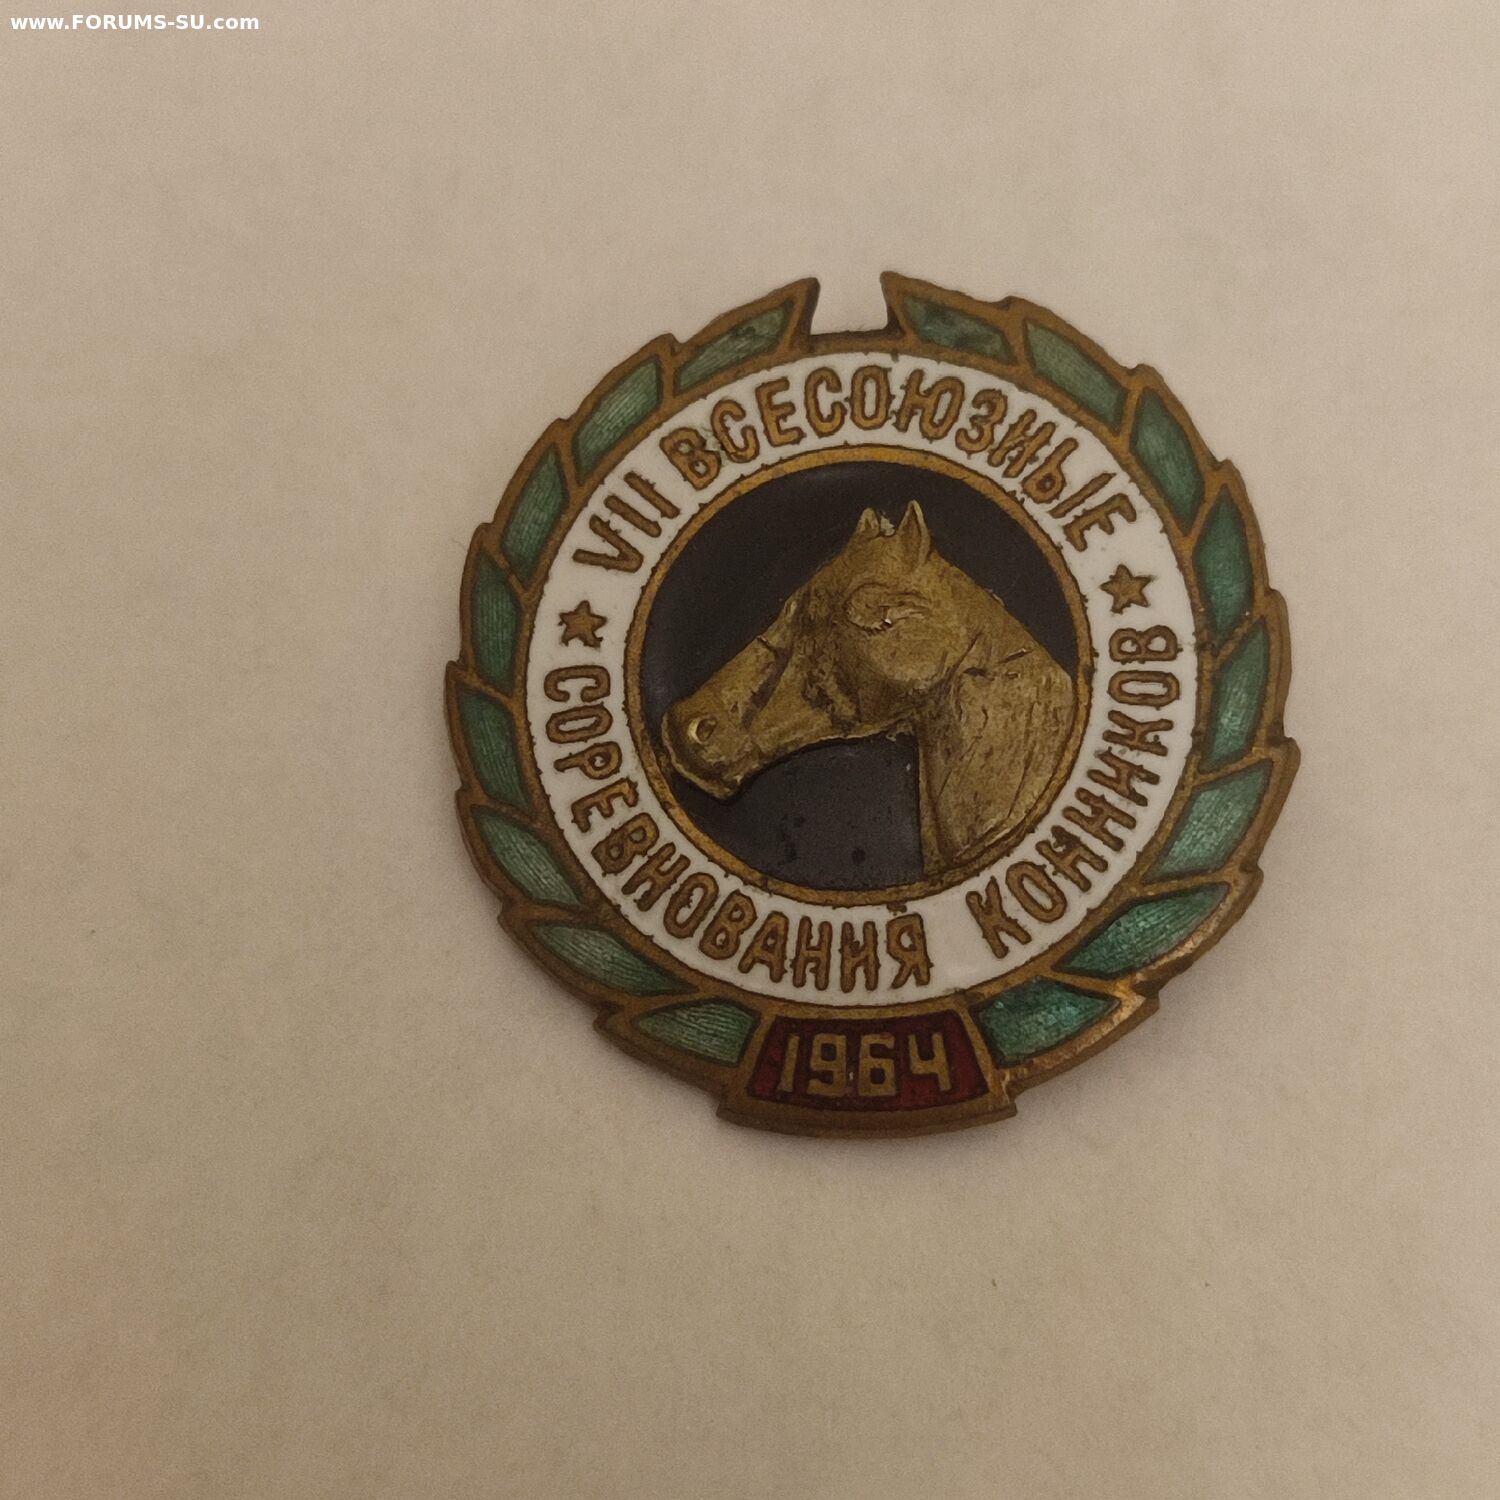 www.FORUMS-SU.com
VII ВСЕСОЮЗНЫЕ
СОРЕВНОВАНИЯ КОННИКОВ
1964